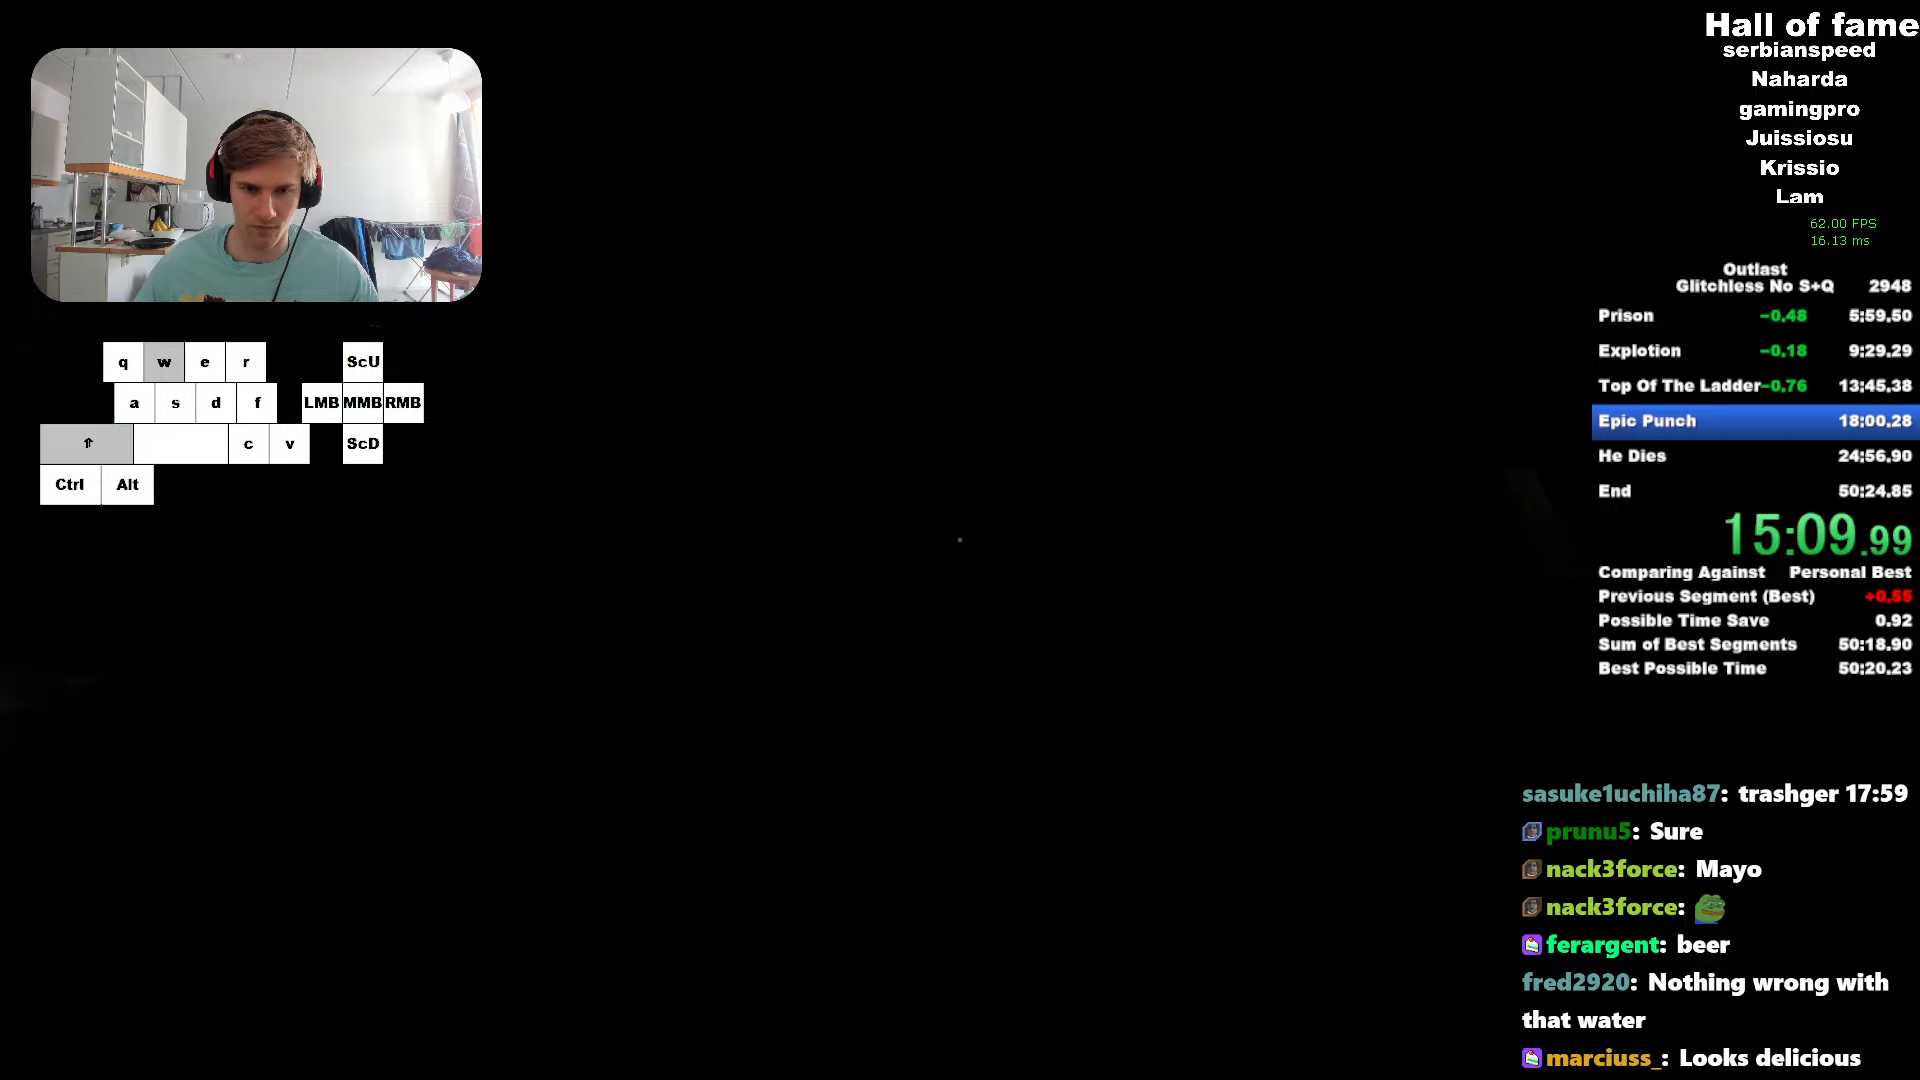 Hall of fame
serbianspeed
Naharda
gamingpro
Juissiosu
Krissio
Lam
62.00 FPS
16.13 ms
Outlast
Glitchless No S+Q 2948
Prison -0.48 5:59.50
Explotion -0.18 9:29.29
Top Of The Ladder -0.76 13:45.38
Epic Punch 18:00.28
He Dies 24:56.90
End 50:24.85
15:09.99
Comparing Against Personal Best
Previous Segment (Best) +0.55
Possible Time Save 0.92
Sum of Best Segments 50:18.90
Best Possible Time 50:20.23
q w e r ScU
a s d f LMB MMB RMB
⇑ c v ScD
Ctrl Alt
sasuke1uchiha87: trashger 17:59
prunu5: Sure
nack3force: Mayo
nack3force:
ferargent: beer
fred2920: Nothing wrong with
that water
marciuss_: Looks delicious